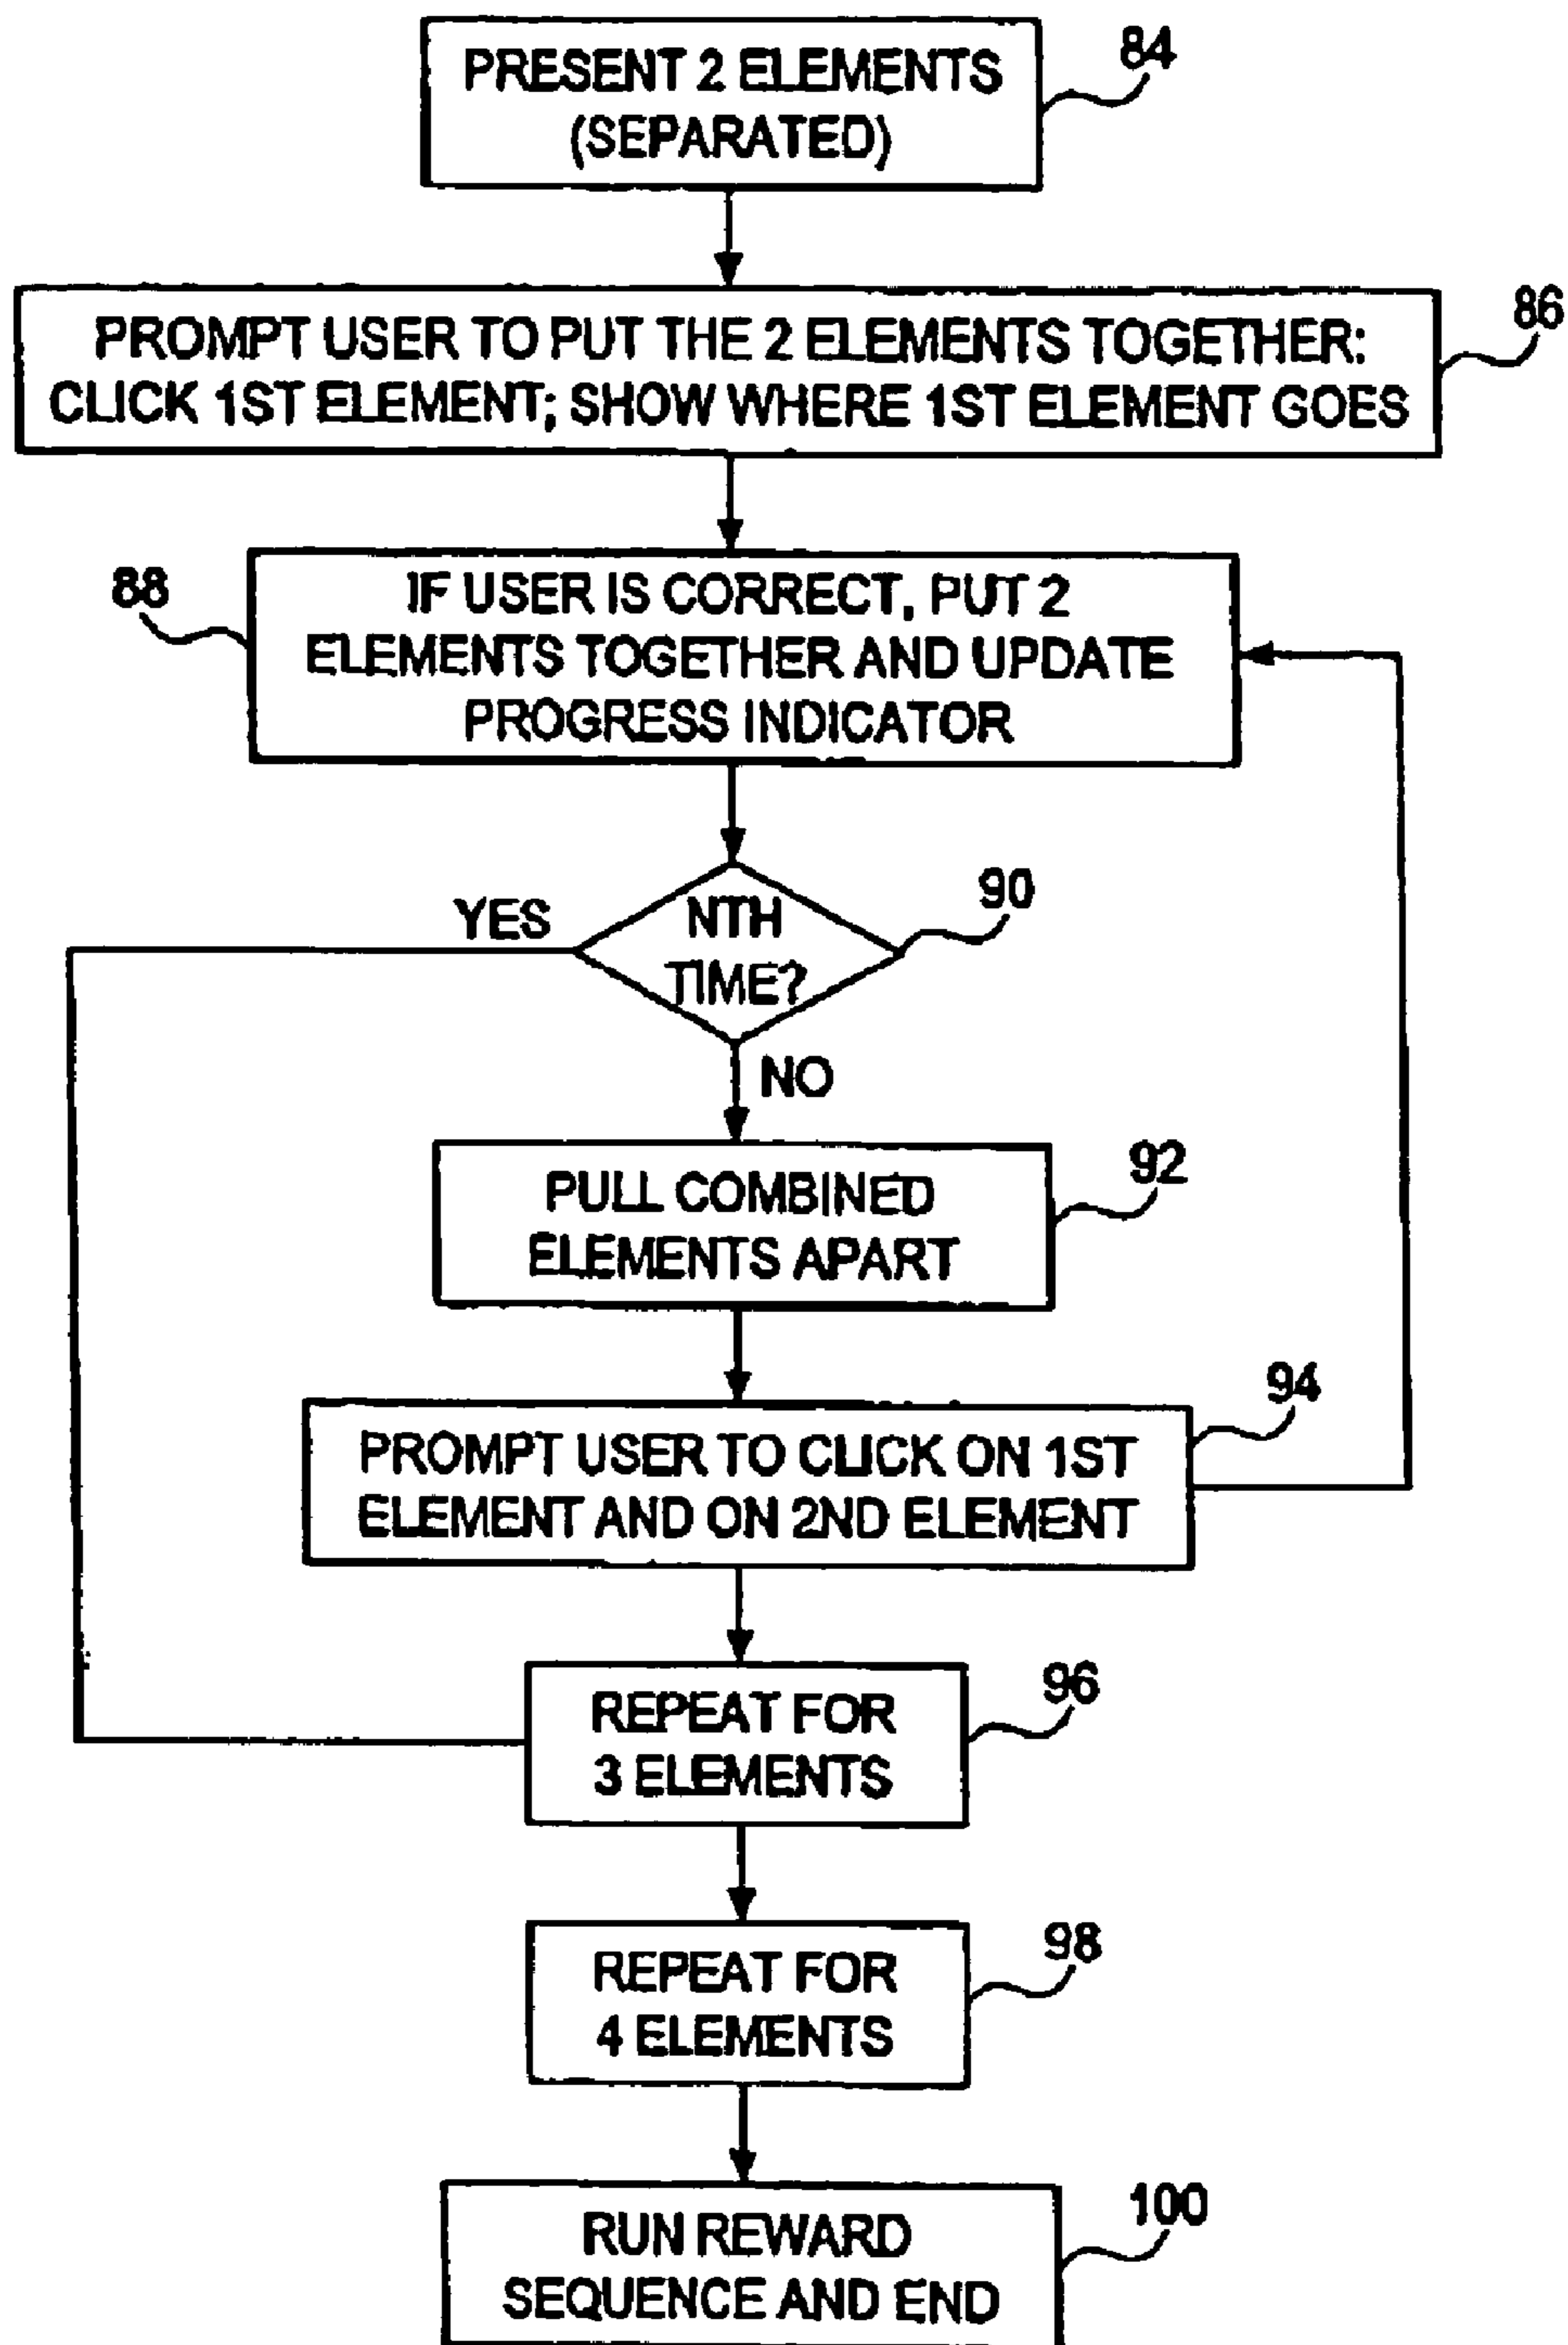 PRESENT 2 ELEMENTS
(SEPARATED)
84
PROMPT USER TO PUT THE 2 ELEMENTS TOGETHER:
CLICK 1ST ELEMENT; SHOW WHERE 1ST ELEMENT GOES
86
88
IF USER IS CORRECT, PUT 2
ELEMENTS TOGETHER AND UPDATE
PROGRESS INDICATOR
YES
NTH
TIME?
90
NO
PULL COMBINED
ELEMENTS APART
92
PROMPT USER TO CLICK ON 1ST
ELEMENT AND ON 2ND ELEMENT
94
REPEAT FOR
3 ELEMENTS
96
REPEAT FOR
4 ELEMENTS
98
RUN REWARD
SEQUENCE AND END
100